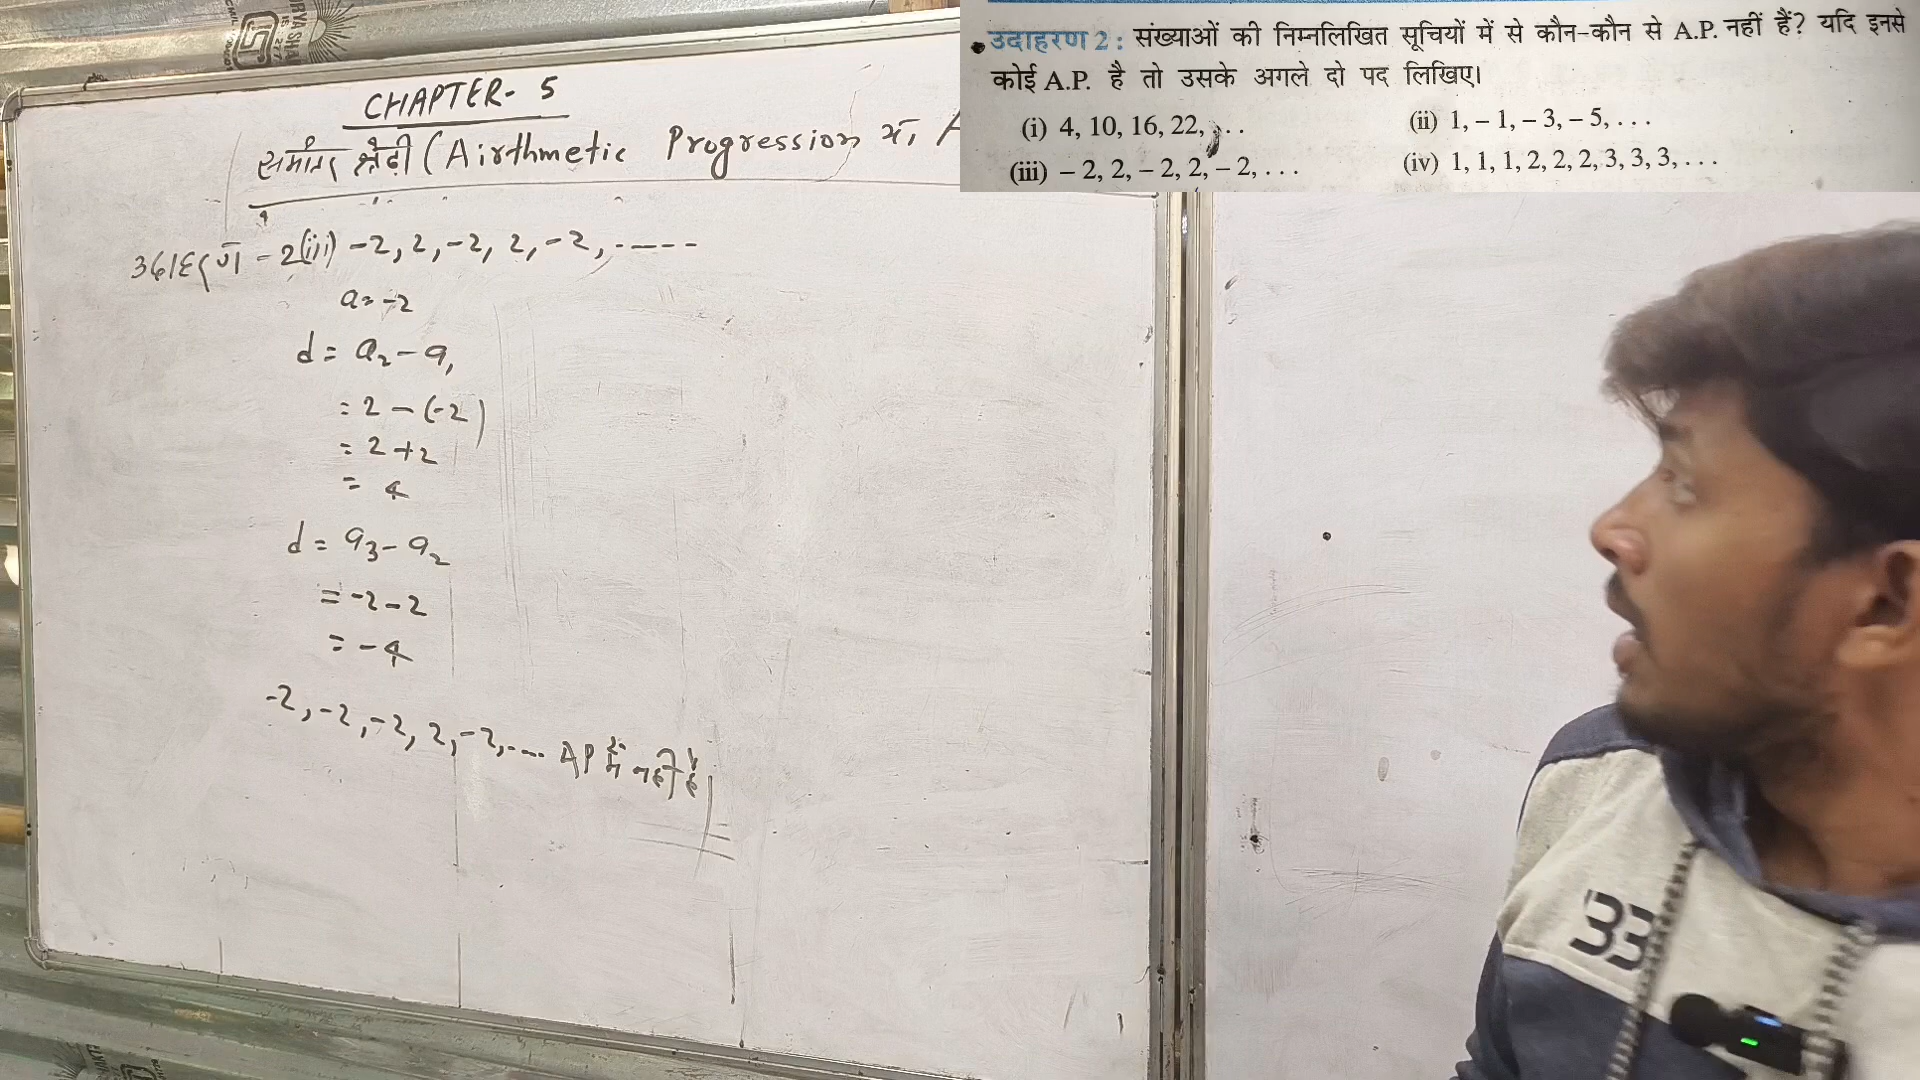 CHAPTER- 5
समांतर श्रेढ़ी (Airthmetic Progression या A
उदाहरण - 2(iii) -2, 2, -2, 2, -2, .----
a = -2
d = a₂ - a₁
= 2 - (-2)
= 2 + 2
= 4
d = a₃ - a₂
= -2 - 2
= -4
-2, -2, -2, 2, -2, .... AP में नहीं है|
उदाहरण 2 : संख्याओं की निम्नलिखित सूचियों में से कौन-कौन से A.P. नहीं हैं? यदि इनसे
कोई A.P. है तो उसके अगले दो पद लिखिए।
(i) 4, 10, 16, 22, . . .
(ii) 1, – 1, – 3, – 5, . . .
(iii) – 2, 2, – 2, 2, – 2, . . .
(iv) 1, 1, 1, 2, 2, 2, 3, 3, 3, . . .
33